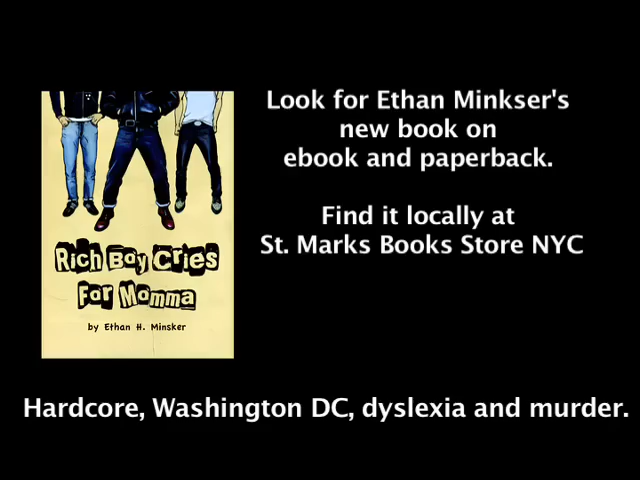 Look for Ethan Minkser's
new book on
ebook and paperback.
Find it locally at
St. Marks Books Store NYC
Rich Boy Cries
For Momma
by Ethan H. Minsker
Hardcore, Washington DC, dyslexia and murder.